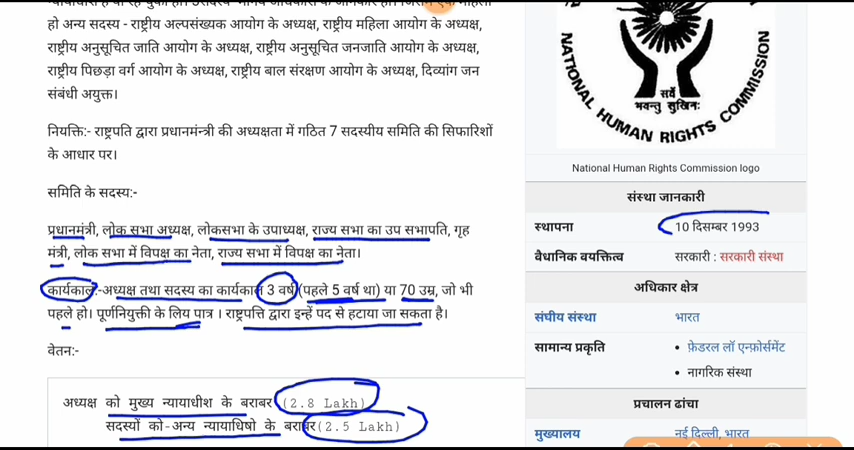 हो अन्य सदस्य - राष्ट्रीय अल्पसंख्यक आयोग के अध्यक्ष, राष्ट्रीय महिला आयोग के अध्यक्ष,
राष्ट्रीय अनुसूचित जाति आयोग के अध्यक्ष, राष्ट्रीय अनुसूचित जनजाति आयोग के अध्यक्ष,
राष्ट्रीय पिछड़ा वर्ग आयोग के अध्यक्ष, राष्ट्रीय बाल संरक्षण आयोग के अध्यक्ष, दिव्यांग जन
संबंधी अयुक्त।
नियक्ति:- राष्ट्रपति द्वारा प्रधानमंन्त्री की अध्यक्षता में गठित 7 सदस्यीय समिति की सिफारिशों
के आधार पर।
समिति के सदस्य:-
प्रधानमंत्री, लोक सभा अध्यक्ष, लोकसभा के उपाध्यक्ष, राज्य सभा का उप सभापति, गृह
मंत्री, लोक सभा में विपक्ष का नेता, राज्य सभा में विपक्ष का नेता।
कार्यकाल:-अध्यक्ष तथा सदस्य का कार्यकाल 3 वर्ष (पहले 5 वर्ष था) या 70 उम्र, जो भी
पहले हो। पूर्णनियुक्ती के लिय पात्र । राष्ट्रपत्ति द्वारा इन्हें पद से हटाया जा सकता है।
वेतन:-
अध्यक्ष को मुख्य न्यायाधीश के बराबर (2.8 Lakh)
सदस्यों को-अन्य न्यायाधिषो के बराबर(2.5 Lakh)
NATIONAL HUMAN RIGHTS COMMISSION
सर्वे
भवन्तु सुखिनः
National Human Rights Commission logo
संस्था जानकारी
स्थापना 10 दिसम्बर 1993
वैधानिक वयक्तित्व सरकारी : सरकारी संस्था
अधिकार क्षेत्र
संघीय संस्था भारत
सामान्य प्रकृति • फ़ेडरल लॉ एन्फ़ोर्समेंट
• नागरिक संस्था
प्रचालन ढांचा
मुख्यालय नई दिल्ली, भारत